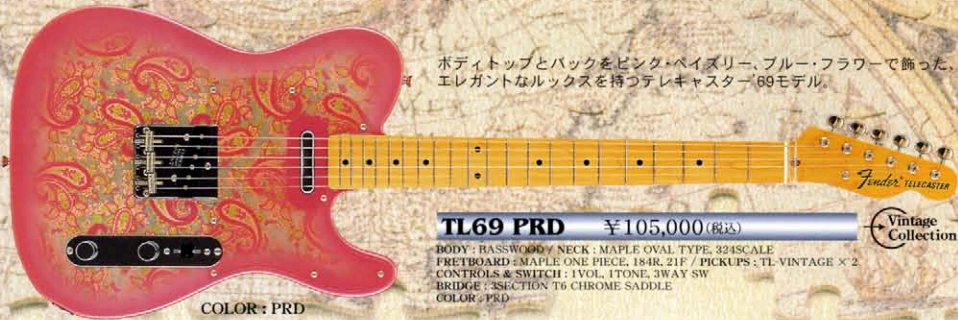 ボディトップとバックをピンク・ペイズリー、ブルー・フラワーで飾った、
エレガントなルックスを持つテレキャスター'69モデル。
Fender TELECASTER
TL69 PRD ¥105,000(税込)
Vintage
Collection
BODY : BASSWOOD / NECK : MAPLE OVAL TYPE, 324SCALE
FRETBOARD : MAPLE ONE PIECE, 184R, 21F / PICKUPS : TL-VINTAGE ×2
CONTROLS & SWITCH : 1VOL, 1TONE, 3WAY SW
BRIDGE : 3SECTION T6 CHROME SADDLE
COLOR : PRD
COLOR : PRD